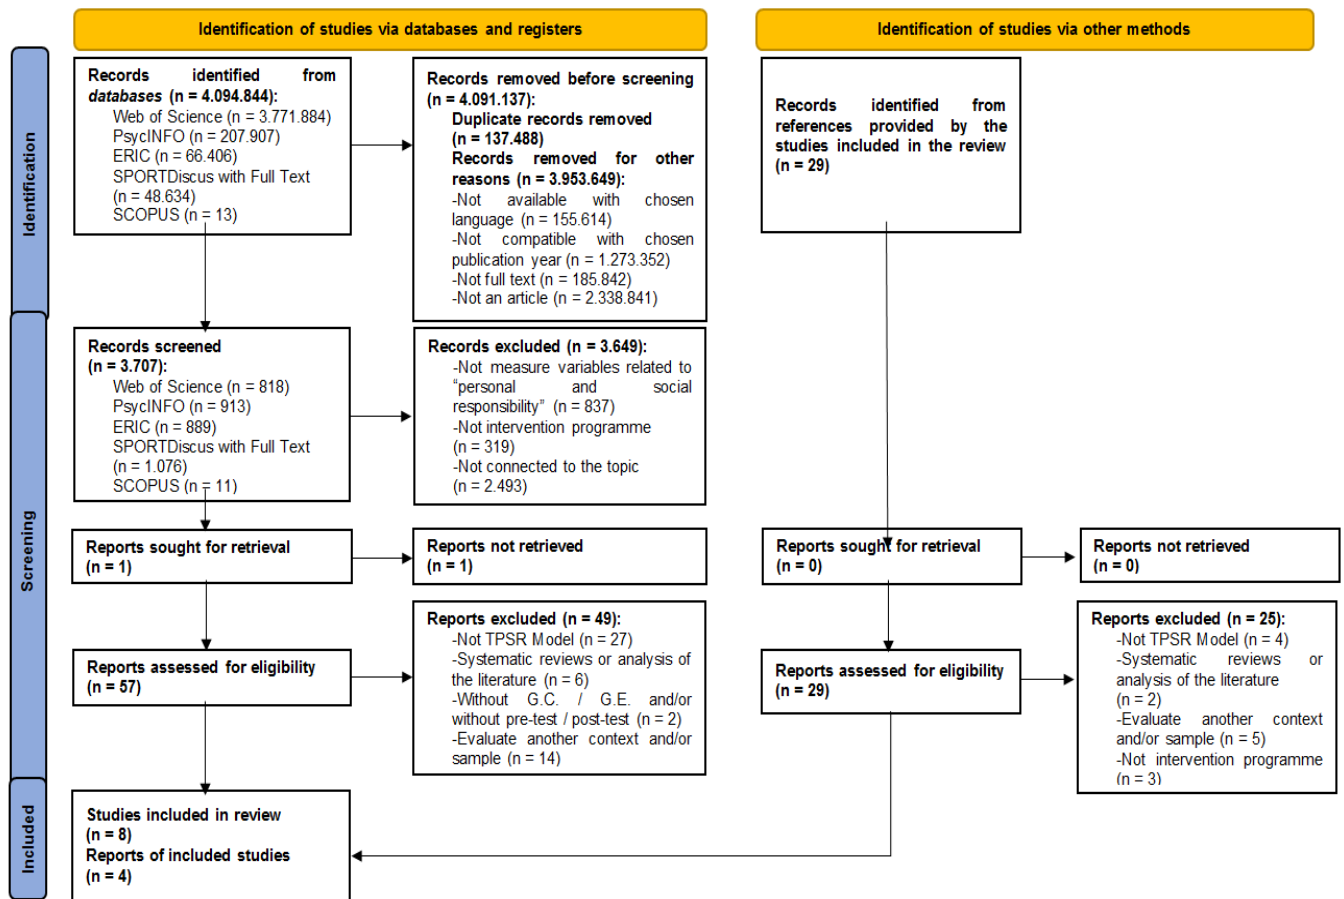 Identification of studies via databases and registers
Identification of studies via other methods
Identification
Records identified from
databases (n = 4.094.844):
Web of Science (n = 3.771.884)
PsycINFO (n = 207.907)
ERIC (n = 66.406)
SPORTDiscus with Full Text
(n = 48.634)
SCOPUS (n = 13)
Records removed before screening
(n = 4.091.137):
Duplicate records removed
(n = 137.488)
Records removed for other
reasons (n = 3.953.649):
-Not available with chosen
language (n = 155.614)
-Not compatible with chosen
publication year (n = 1.273.352)
-Not full text (n = 185.842)
-Not an article (n = 2.338.841)
Records identified from
references provided by the
studies included in the review
(n = 29)
Screening
Records screened
(n = 3.707):
Web of Science (n = 818)
PsycINFO (n = 913)
ERIC (n = 889)
SPORTDiscus with Full Text
(n = 1.076)
SCOPUS (n = 11)
Records excluded (n = 3.649):
-Not measure variables related to
“personal and social
responsibility” (n = 837)
-Not intervention programme
(n = 319)
-Not connected to the topic
(n = 2.493)
Reports sought for retrieval
(n = 1)
Reports not retrieved
(n = 1)
Reports sought for retrieval
(n = 0)
Reports not retrieved
(n = 0)
Reports assessed for eligibility
(n = 57)
Reports excluded (n = 49):
-Not TPSR Model (n = 27)
-Systematic reviews or analysis of
the literature (n = 6)
-Without G.C. / G.E. and/or
without pre-test / post-test (n = 2)
-Evaluate another context and/or
sample (n = 14)
Reports assessed for eligibility
(n = 29)
Reports excluded (n = 25):
-Not TPSR Model (n = 4)
-Systematic reviews or
analysis of the literature
(n = 2)
-Evaluate another context
and/or sample (n = 5)
-Not intervention programme
(n = 3)
Included
Studies included in review
(n = 8)
Reports of included studies
(n = 4)